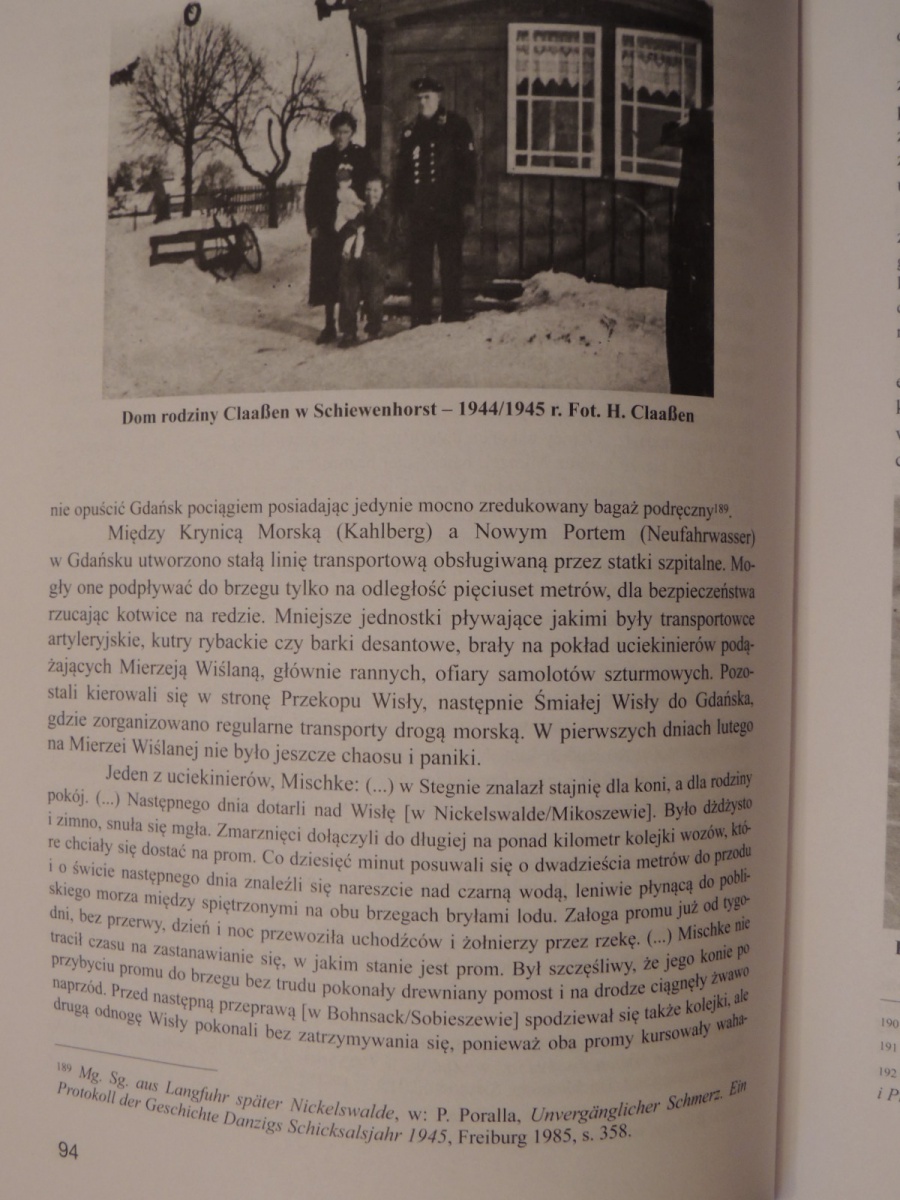 Dom rodziny Claaßen w Schiewenhorst – 1944/1945 r. Fot. H. Claaßen
nie opuścić Gdańsk pociągiem posiadając jedynie mocno zredukowany bagaż podręczny¹⁸⁹.
Między Krynicą Morską (Kahlberg) a Nowym Portem (Neufahrwasser)
w Gdańsku utworzono stałą linię transportową obsługiwaną przez statki szpitalne. Mo-
gły one podpływać do brzegu tylko na odległość pięciuset metrów, dla bezpieczeństwa
rzucając kotwice na redzie. Mniejsze jednostki pływające jakimi były transportowce
artyleryjskie, kutry rybackie czy barki desantowe, brały na pokład uciekinierów podą-
żających Mierzeją Wiślaną, głównie rannych, ofiary samolotów szturmowych. Pozo-
stali kierowali się w stronę Przekopu Wisły, następnie Śmiałej Wisły do Gdańska,
gdzie zorganizowano regularne transporty drogą morską. W pierwszych dniach lutego
na Mierzei Wiślanej nie było jeszcze chaosu i paniki.
Jeden z uciekinierów, Mischke: (...) w Stegnie znalazł stajnię dla koni, a dla rodziny
pokój. (...) Następnego dnia dotarli nad Wisłę [w Nickelswalde/Mikoszewie]. Było dżdżysto
i zimno, snuła się mgła. Zmarznięci dołączyli do długiej na ponad kilometr kolejki wozów, któ-
re chciały się dostać na prom. Co dziesięć minut posuwali się o dwadzieścia metrów do przodu
i o świcie następnego dnia znaleźli się nareszcie nad czarną wodą, leniwie płynącą do pobli-
skiego morza między spiętrzonymi na obu brzegach bryłami lodu. Załoga promu już od tygo-
dni, bez przerwy, dzień i noc przewoziła uchodźców i żołnierzy przez rzekę. (...) Mischke nie
tracił czasu na zastanawianie się, w jakim stanie jest prom. Był szczęśliwy, że jego konie po
przybyciu promu do brzegu bez trudu pokonały drewniany pomost i na drodze ciągnęły żwawo
naprzód. Przed następną przeprawą [w Bohnsack/Sobieszewie] spodziewał się także kolejki, ale
drugą odnogę Wisły pokonali bez zatrzymywania się, ponieważ oba promy kursowały waha-
¹⁸⁹ Mg. Sg. aus Langfuhr später Nickelswalde, w: P. Poralla, Unvergänglicher Schmerz. Ein
Protokoll der Geschichte Danzigs Schicksalsjahr 1945, Freiburg 1985, s. 358.
94
190
191
192